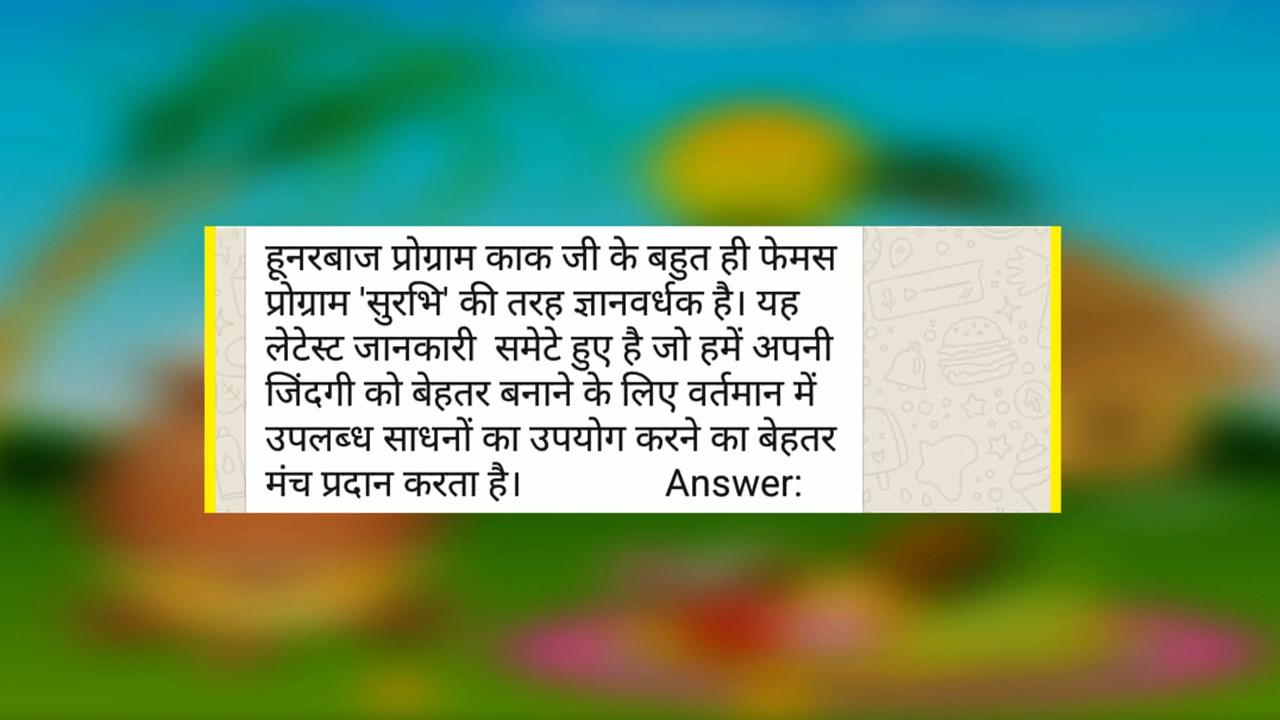 हूनरबाज प्रोग्राम काक जी के बहुत ही फेमस
प्रोग्राम 'सुरभि' की तरह ज्ञानवर्धक है। यह
लेटेस्ट जानकारी  समेटे हुए है जो हमें अपनी
जिंदगी को बेहतर बनाने के लिए वर्तमान में
उपलब्ध साधनों का उपयोग करने का बेहतर
मंच प्रदान करता है। Answer: